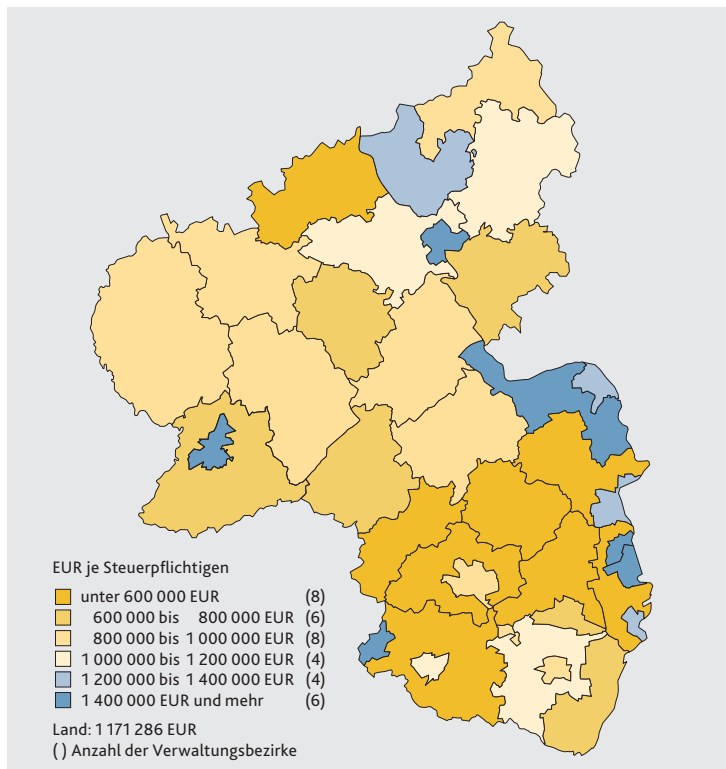 EUR je Steuerpflichtigen
unter 600 000 EUR (8)
600 000 bis 800 000 EUR (6)
800 000 bis 1 000 000 EUR (8)
1 000 000 bis 1 200 000 EUR (4)
1 200 000 bis 1 400 000 EUR (4)
1 400 000 EUR und mehr (6)
Land: 1 171 286 EUR
( ) Anzahl der Verwaltungsbezirke